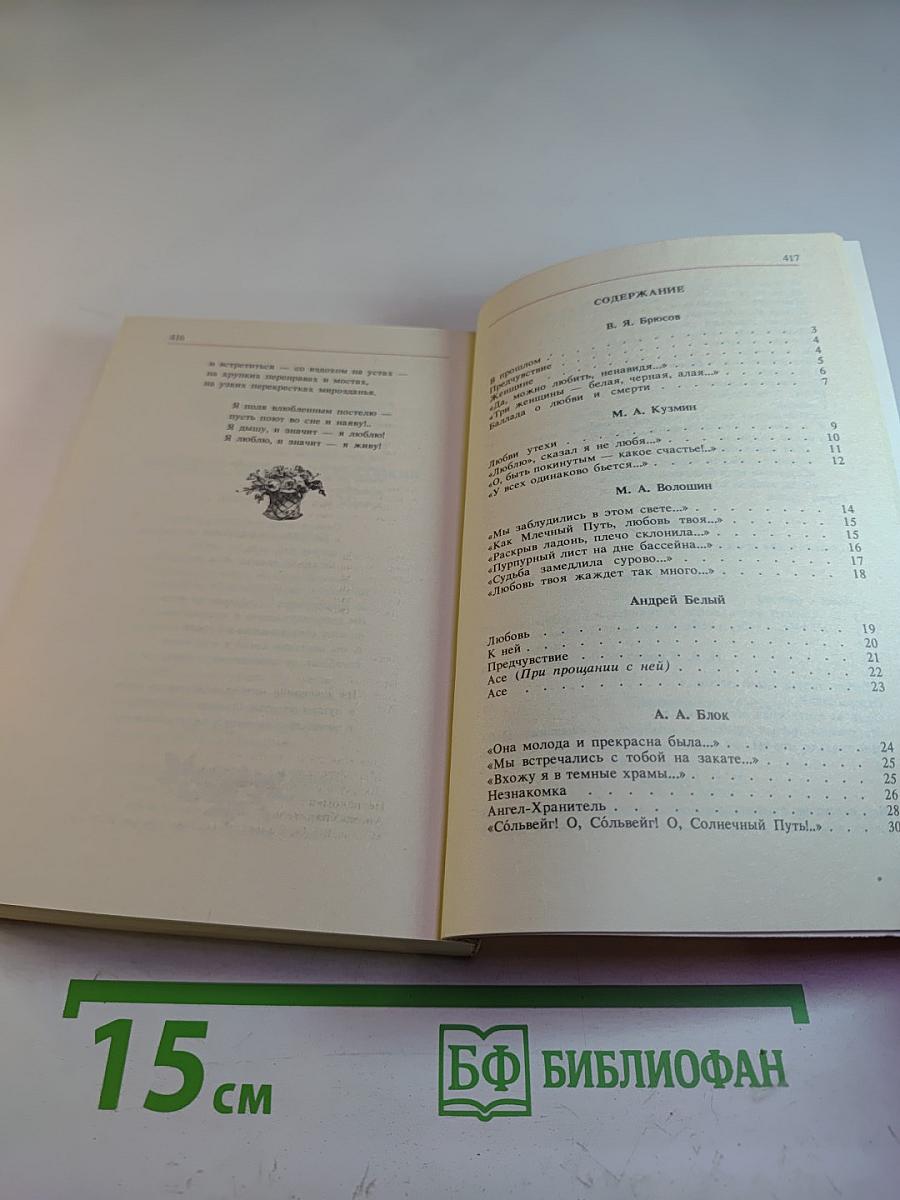 416
и встретиться — со вздохом на устах —
на хрупких переправах и мостах,
на узких перекрестках мирозданья.
Я поля влюбленным постелю —
пусть поют во сне и наяву!..
Я дышу, и значит — я люблю!
Я люблю, и значит — я живу!
417
СОДЕРЖАНИЕ
В. Я. Брюсов
В прошлом . . . . . . . . . . 3
Предчувствие . . . . . . . . . . 4
Женщине . . . . . . . . . . 4
«Да, можно любить, ненавидя...» . . . . . . 5
«Три женщины — белая, черная, алая...» . . . . 6
Баллада о любви и смерти 7
М. А. Кузмин
Любви утехи . . . . . . . . . . 9
«Люблю», сказал я не любя...» . . . . . . 10
«О, быть покинутым — какое счастье!..» . . . . 11
«У всех одинаково бьется...» . . . . . . 12
М. А. Волошин
«Мы заблудились в этом свете...» . . . . . . 14
«Как Млечный Путь, любовь твоя...» . . . . . 15
«Раскрыв ладонь, плечо склонила...» . . . . . 15
«Пурпурный лист на дне бассейна...» . . . . . 16
«Судьба замедлила сурово...» . . . . . . 17
«Любовь твоя жаждет так много...» . . . . . 18
Андрей Белый
Любовь . . . . . . . . . . 19
К ней . . . . . . . . . . 20
Предчувствие . . . . . . . . . . 21
Асе (При прощании с ней) . . . . . . . 22
Асе . . . . . . . . . . 23
А. А. Блок
«Она молода и прекрасна была...» . . . . . . 24
«Мы встречались с тобой на закате...» . . . . . 25
«Вхожу я в темные храмы...» . . . . . . 25
Незнакомка . . . . . . . . . . 26
Ангел-Хранитель . . . . . . . . . . 28
«Со́львейг! О, Со́львейг! О, Солнечный Путь!..» . . . 30
15 см
БФ БИБЛИОФАН